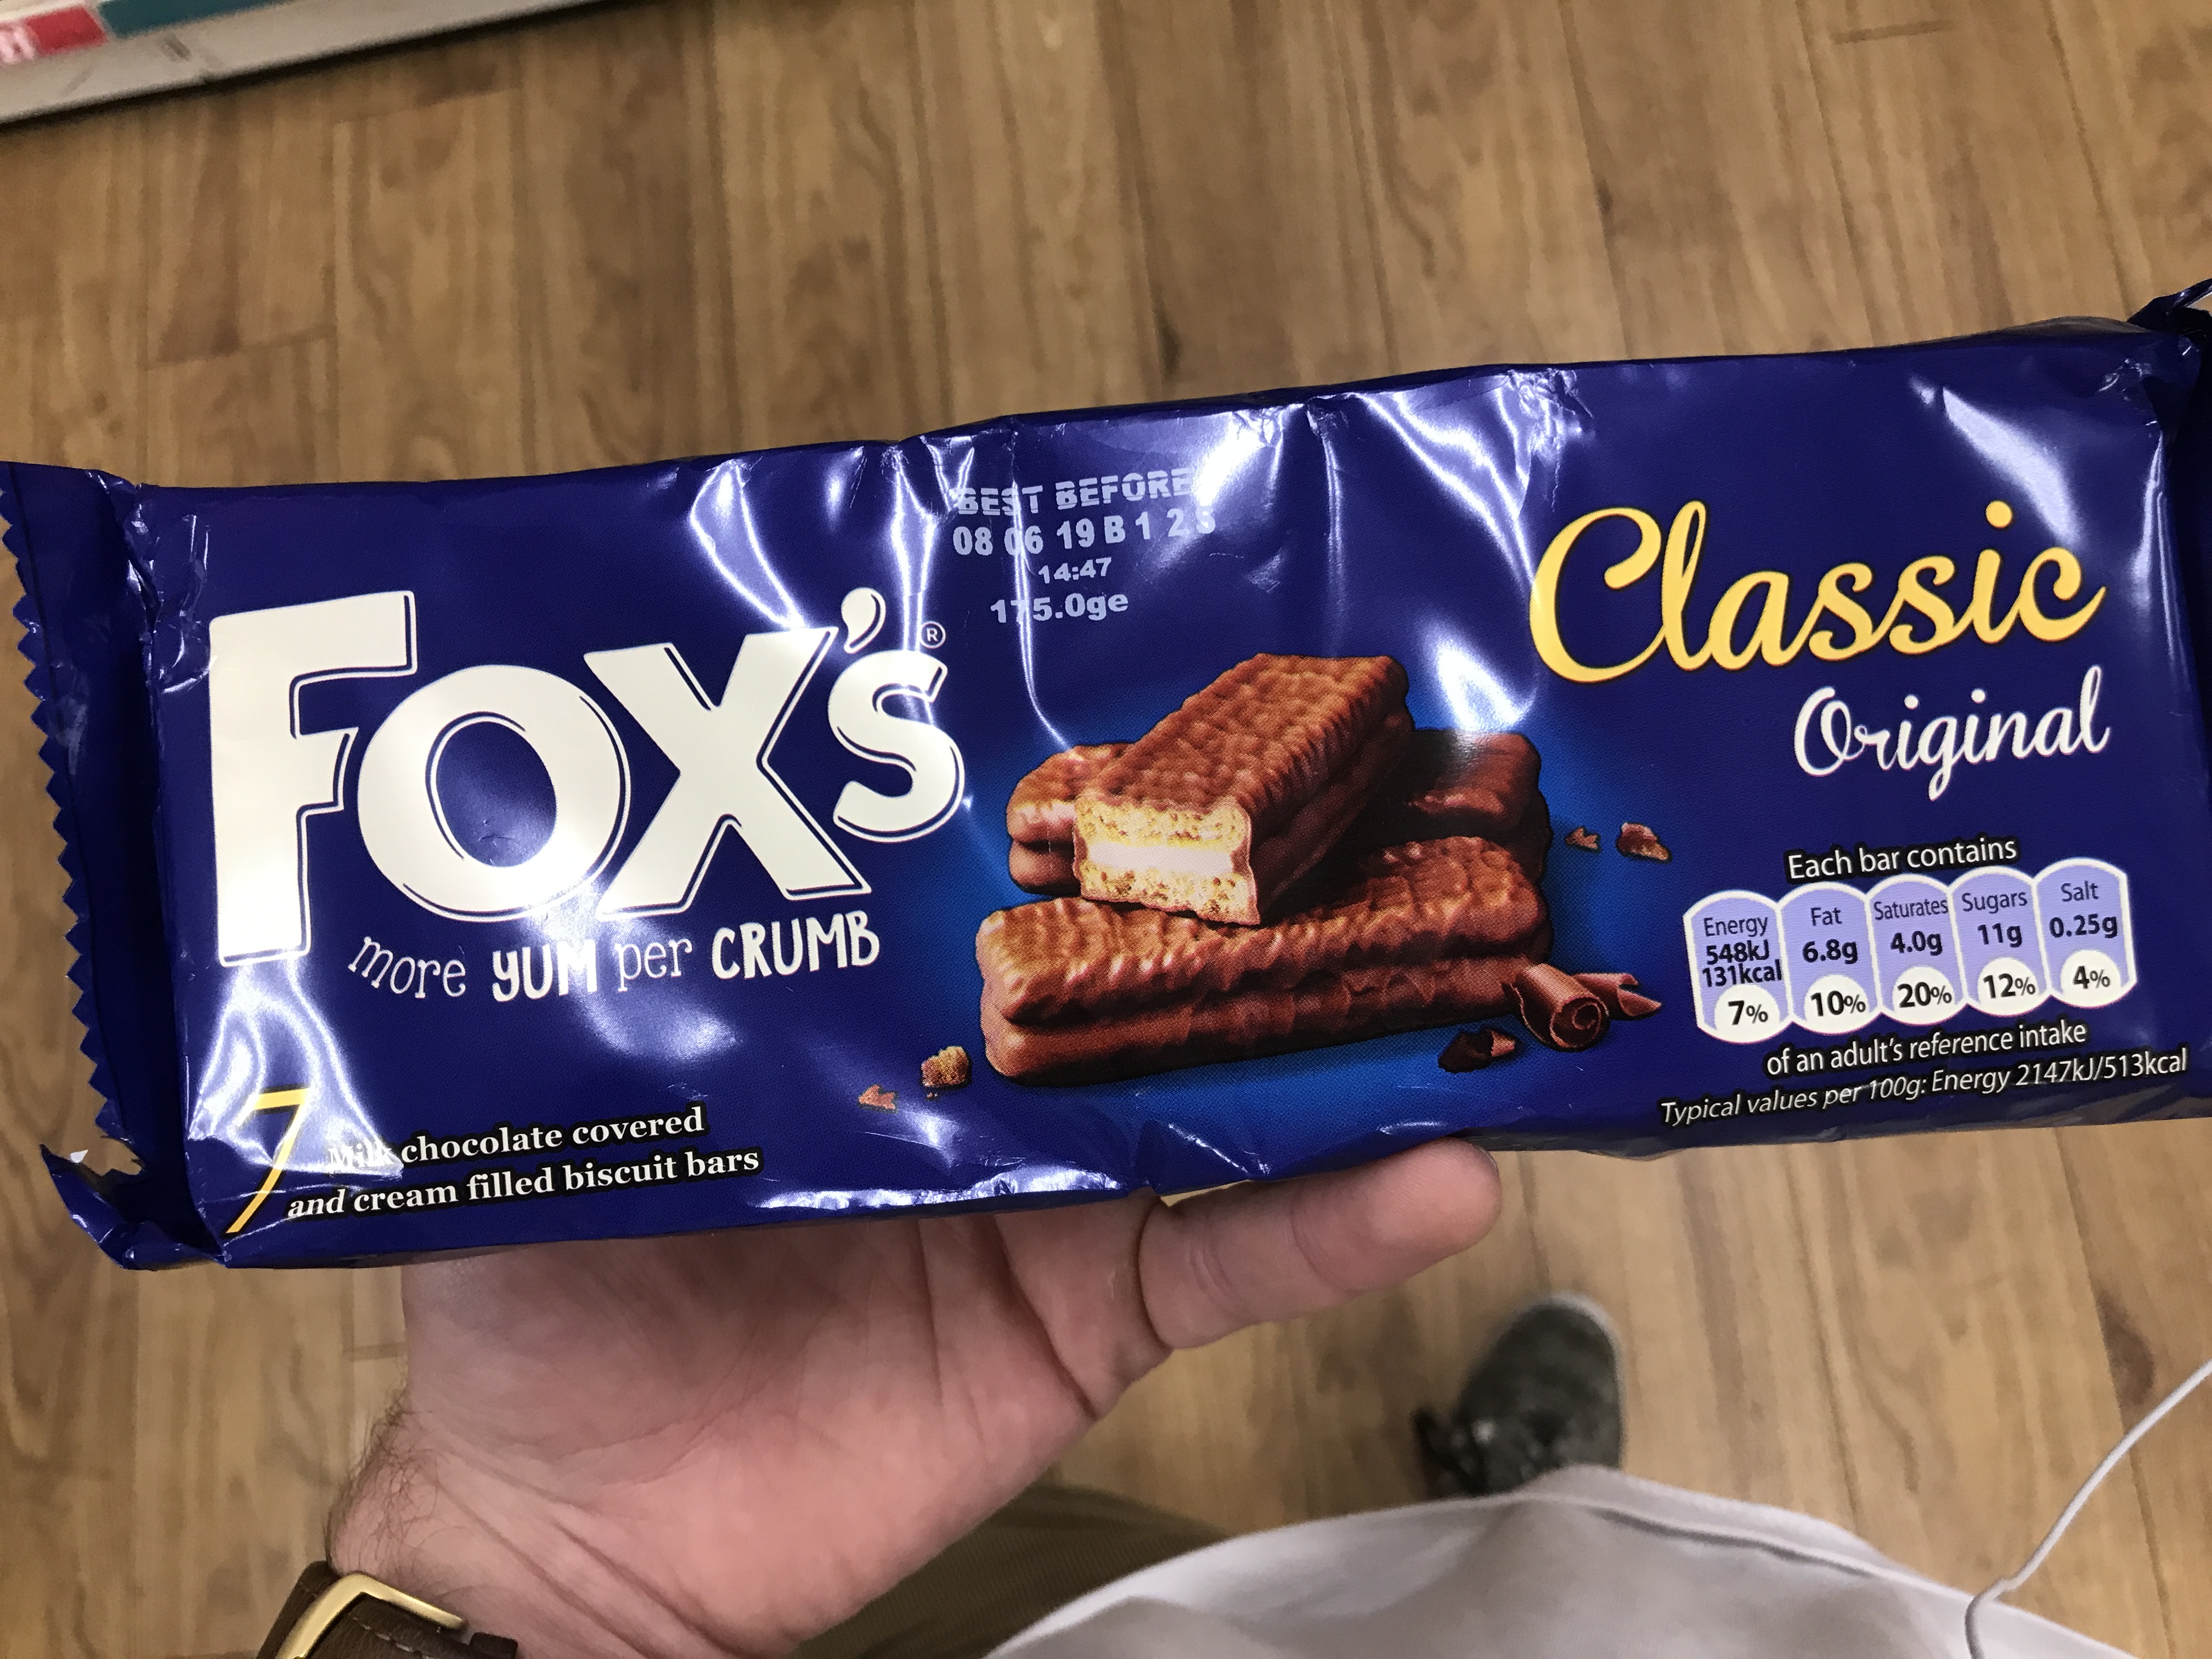 BEST BEFORE
08 06 19 B 1 2
14:47
175.0ge
FOX'S®
more YUM per CRUMB
7 Milk chocolate covered
and cream filled biscuit bars
Classic
Original
Each bar contains
Energy 548kJ 131kcal 7%
Fat 6.8g 10%
Saturates 4.0g 20%
Sugars 11g 12%
Salt 0.25g 4%
of an adult's reference intake
Typical values per 100g: Energy 2147kJ/513kcal